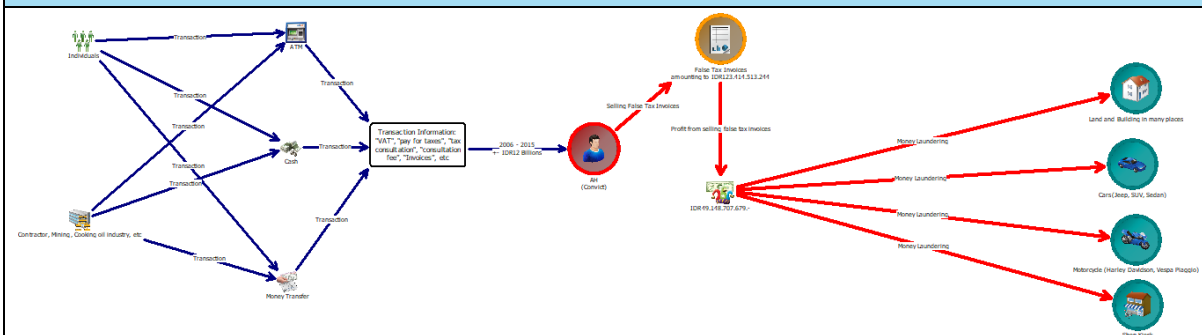 Individuals
Transaction
ATM
Transaction
Transaction
Transaction
Transaction
Cash
Transaction
Transaction
Contractor, Mining, Cooking oil industry, etc
Transaction
Money Transfer
Transaction
Transaction Information:
"VAT", "pay for taxes", "tax
consultation", "consultation
fee", "Invoices", etc
2006 - 2015
+- IDR12 Billions
AH
(Convict)
Selling False Tax Invoices
False Tax Invoices
amounting to IDR123.414.513.244
Profit from selling false tax invoices
IDR49.148.707.679.-
Money Laundering
Land and Building in many places
Money Laundering
Cars(Jeep, SUV, Sedan)
Money Laundering
Motorcycle (Harley Davidson, Vespa Piaggio)
Money Laundering